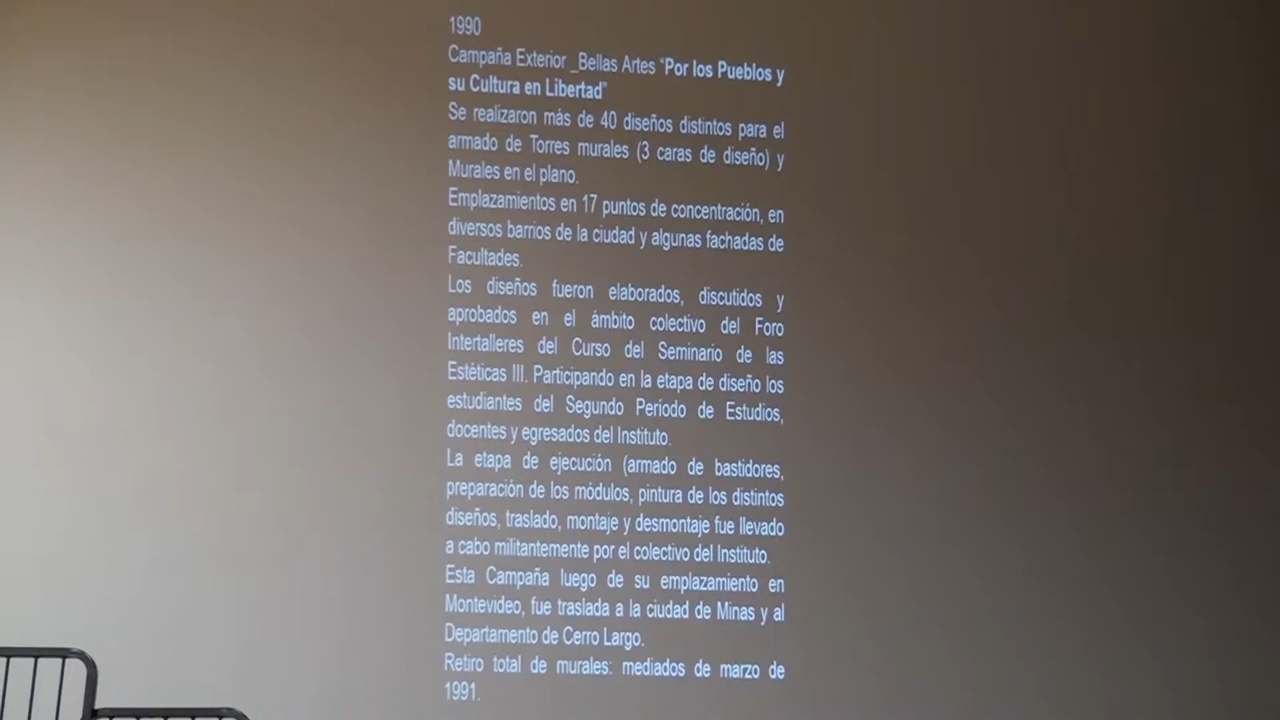 1990
Campaña Exterior _Bellas Artes “Por los Pueblos y
su Cultura en Libertad”
Se realizaron más de 40 diseños distintos para el
armado de Torres murales (3 caras de diseño) y
Murales en el plano.
Emplazamientos en 17 puntos de concentración, en
diversos barrios de la ciudad y algunas fachadas de
Facultades.
Los diseños fueron elaborados, discutidos y
aprobados en el ámbito colectivo del Foro
Intertalleres del Curso del Seminario de las
Estéticas III. Participando en la etapa de diseño los
estudiantes del Segundo Período de Estudios,
docentes y egresados del Instituto.
La etapa de ejecución (armado de bastidores,
preparación de los módulos, pintura de los distintos
diseños, traslado, montaje y desmontaje fue llevado
a cabo militantemente por el colectivo del Instituto.
Esta Campaña luego de su emplazamiento en
Montevideo, fue traslada a la ciudad de Minas y al
Departamento de Cerro Largo.
Retiro total de murales: mediados de marzo de
1991.